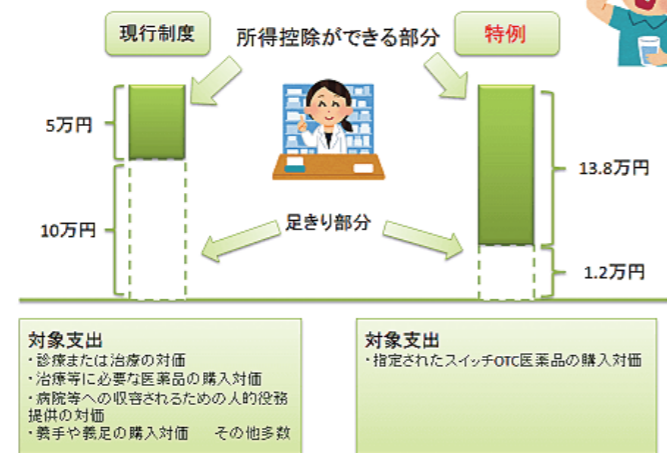 現行制度
所得控除ができる部分
特例
5万円
13.8万円
10万円
足きり部分
1.2万円
対象支出
・診療または治療の対価
・治療等に必要な医薬品の購入対価
・病院等への収容されるための人的役務
提供の対価
・義手や義足の購入対価　その他多数
対象支出
・指定されたスイッチOTC医薬品の購入対価